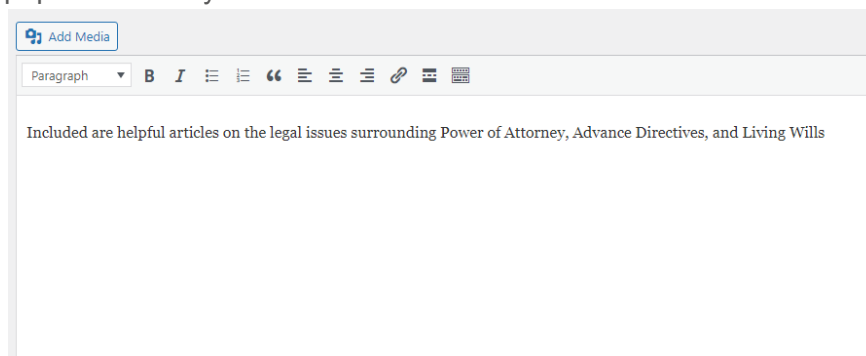 Add Media
Paragraph
Included are helpful articles on the legal issues surrounding Power of Attorney, Advance Directives, and Living Wills